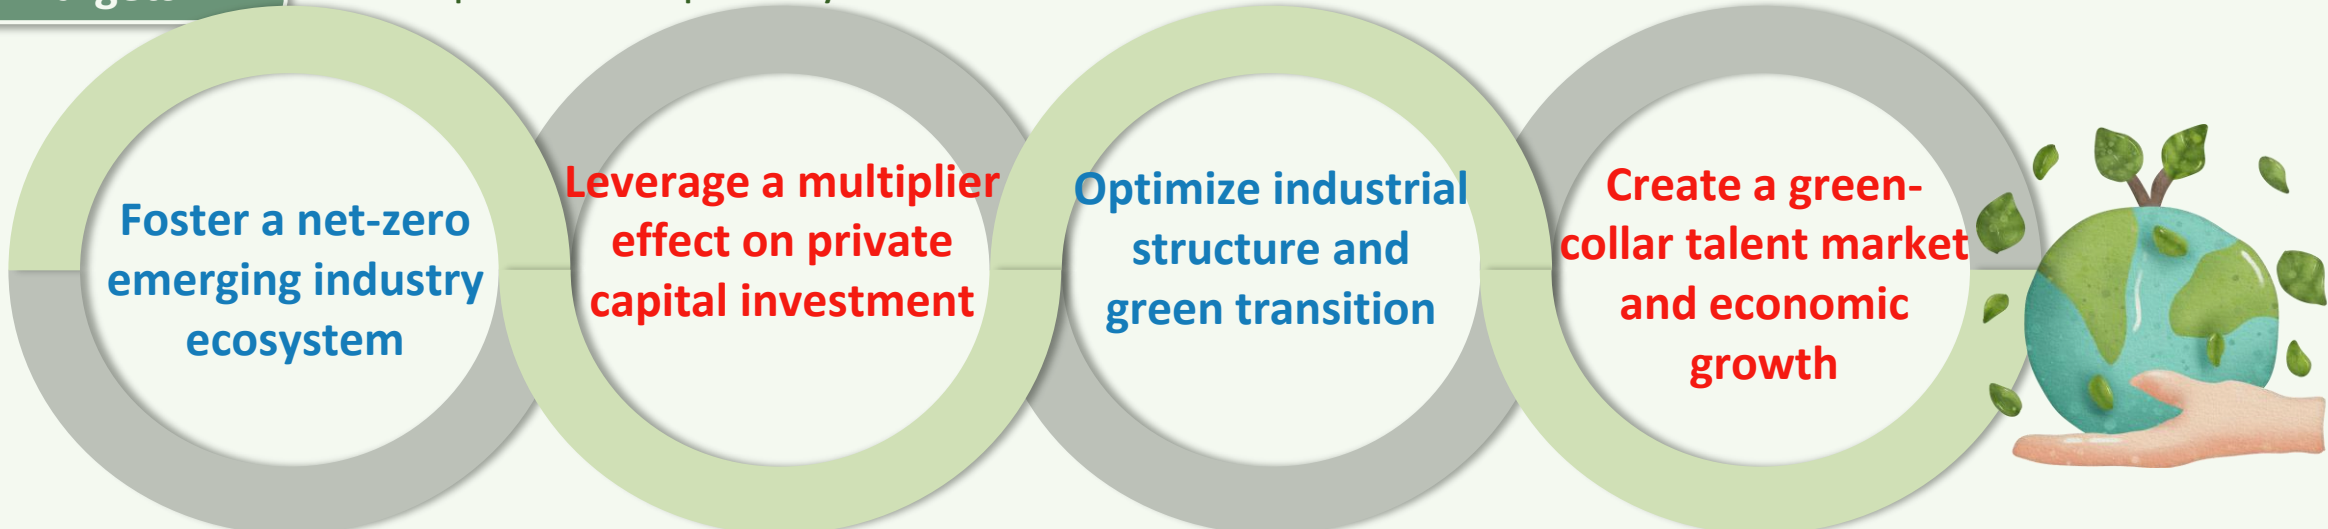 Foster a net-zero
emerging industry
ecosystem
Leverage a multiplier
effect on private
capital investment
Optimize industrial
structure and
green transition
Create a green-
collar talent market
and economic
growth